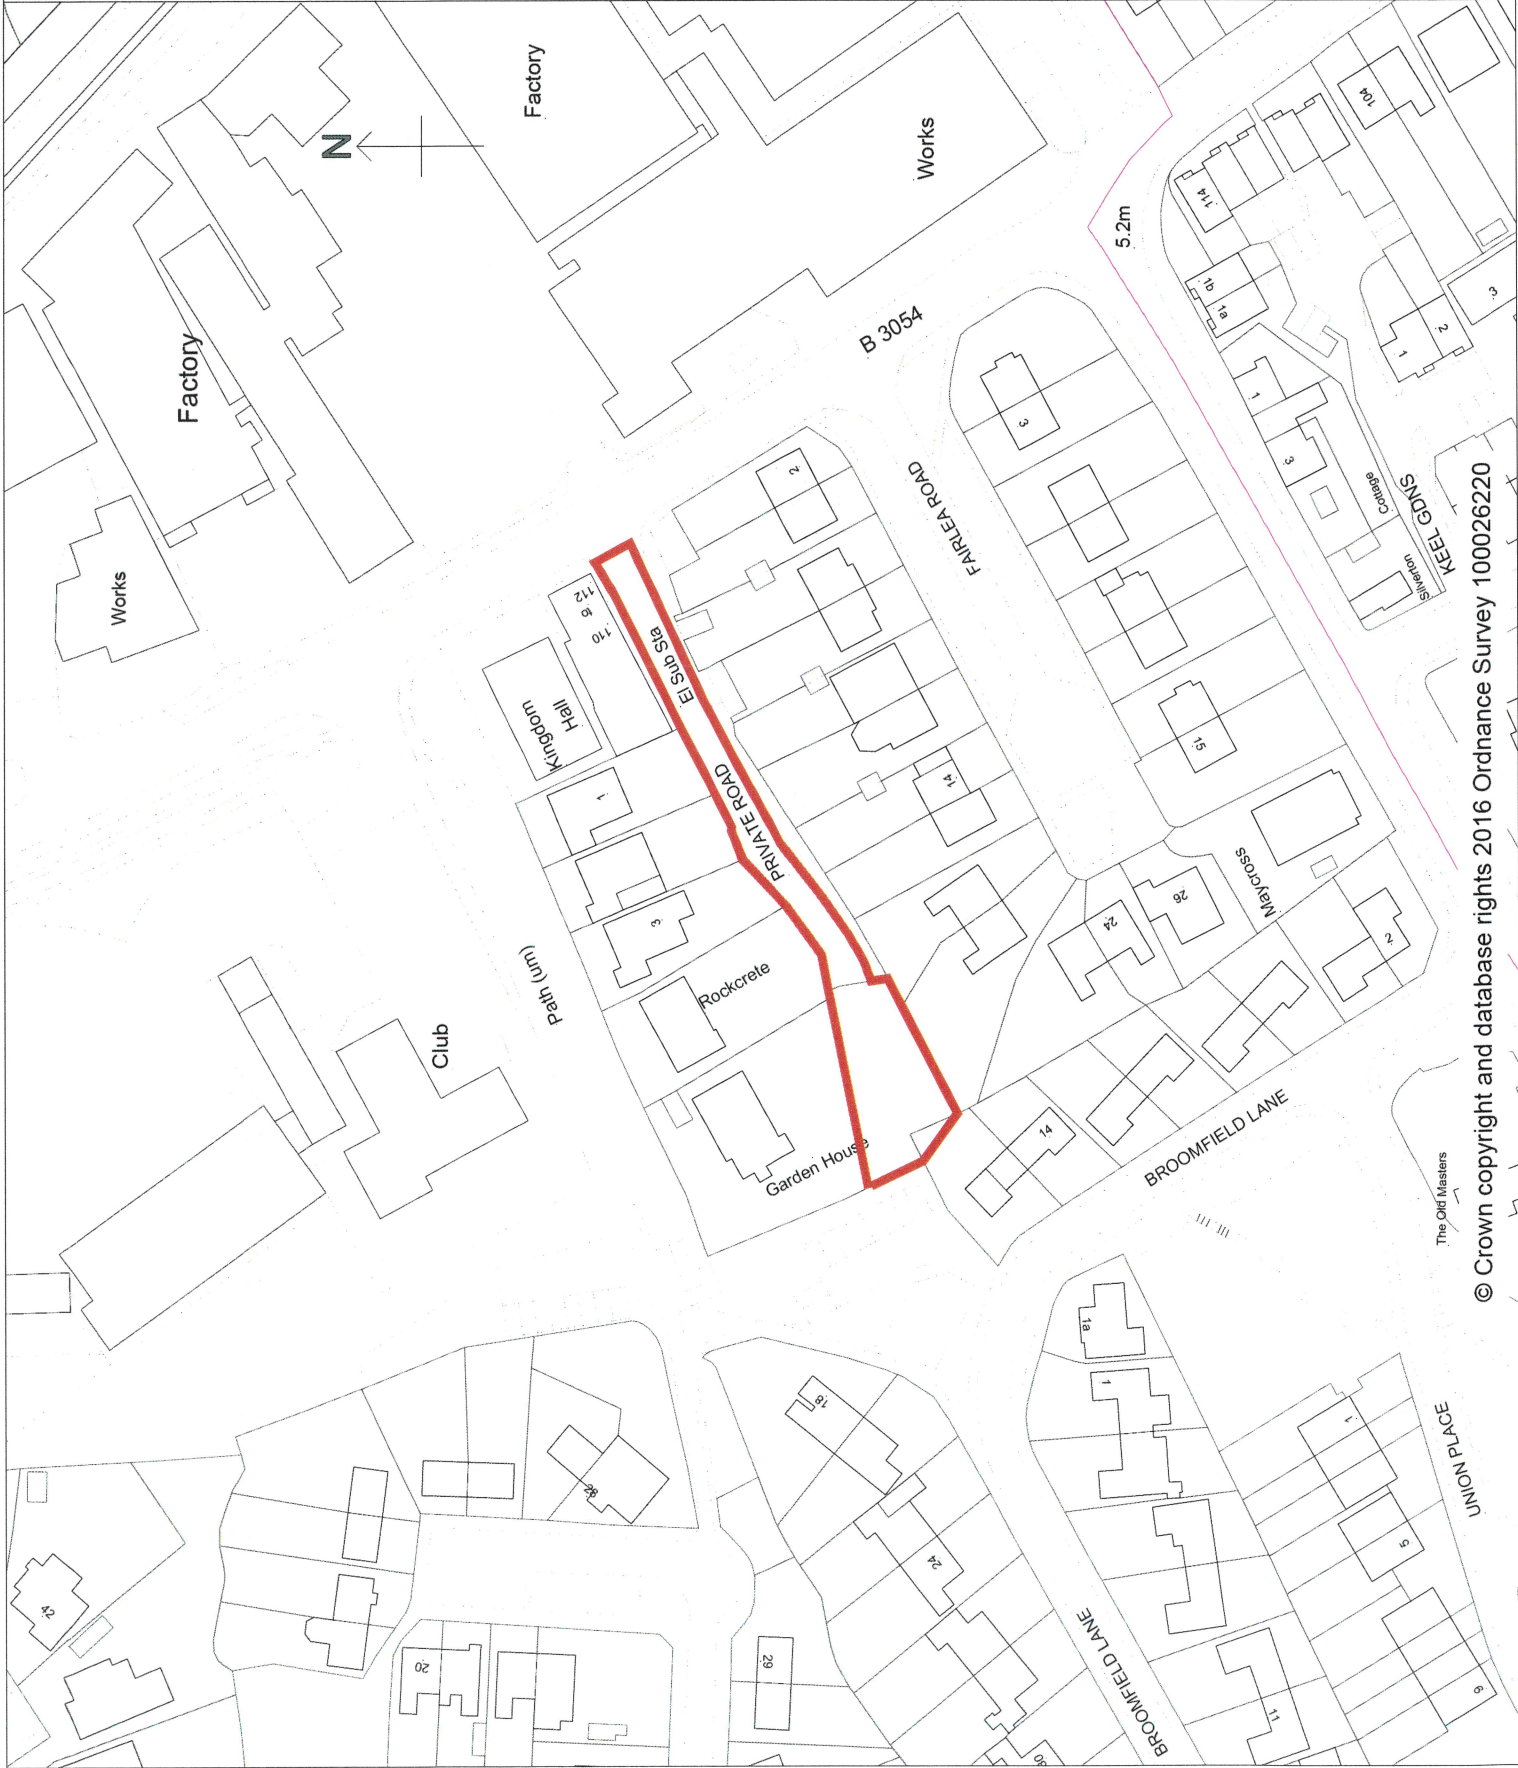 Factory
N
Factory
Works
104
Works
114
5.2m
1b
1a
B 3054
3
1
2
1
3
3
2
FAIRLEA ROAD
Cottage
KEEL GDNS
Silverton
112
to
110
El Sub Sta
Kingdom
Hall
1
PRIVATE ROAD
14
15
3
Rockcrete
Path (um)
Club
24
26
Maycross
2
Garden House
14
BROOMFIELD LANE
The Old Masters
1a
1
18
28
1
UNION PLACE
42
24
5
20
29
BROOMFIELD LANE
11
9
30
© Crown copyright and database rights 2016 Ordnance Survey 100026220